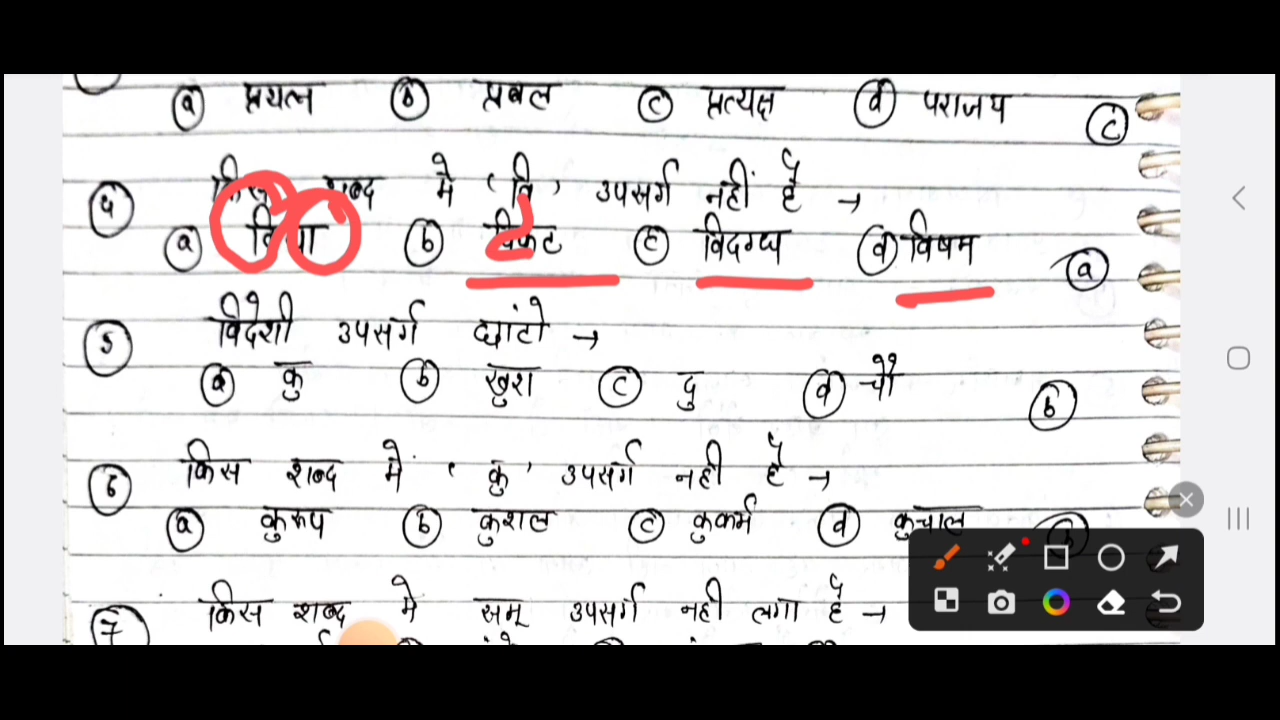 (a) प्रयत्न (b) प्रबल (c) प्रत्यक्ष (d) पराजय (c)
(4) किस शब्द मे 'वि' उपसर्ग नहीं है →
(a) (b) विकट (c) विदग्ध (d) विषम (a)
(5) विदेशी उपसर्ग छांटो →
(a) कु (b) खुश (c) दु (d) चौ (b)
(6) किस शब्द में 'कु' उपसर्ग नही है →
(a) कुरूप (b) कुशल (c) कुकर्म (d) कुचाल (b)
(7) किस शब्द मे सम् उपसर्ग नही लगा है →